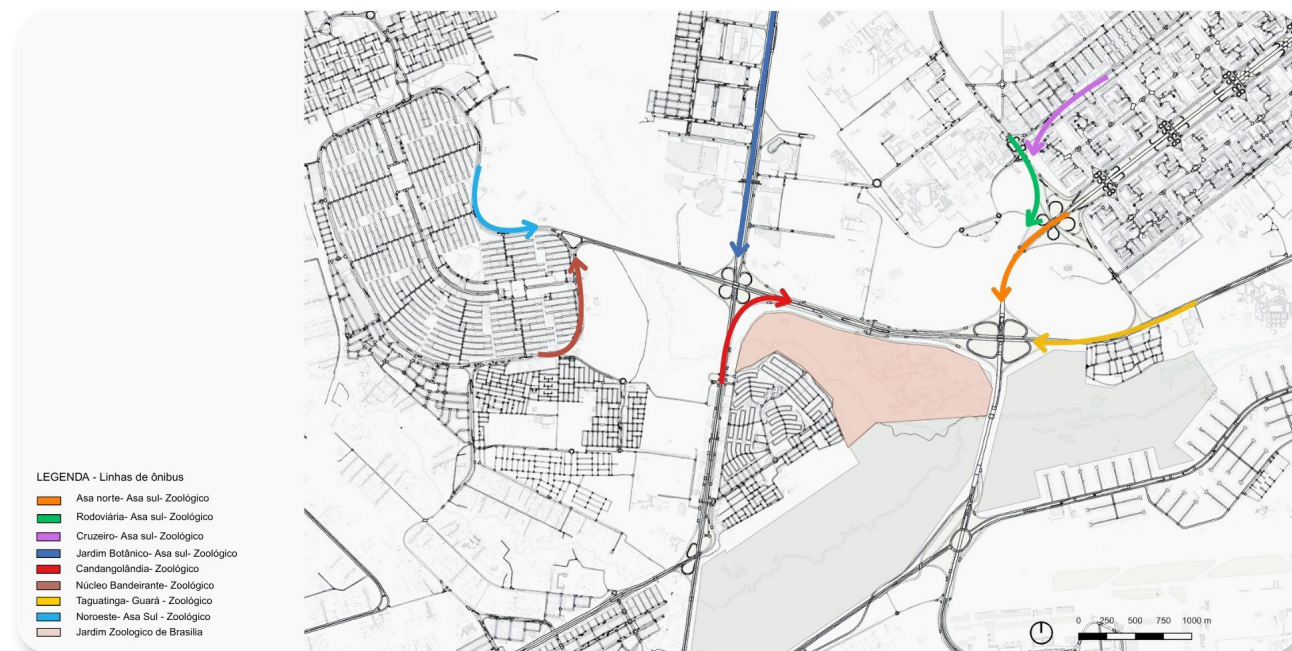 LEGENDA - Linhas de ônibus
Asa norte- Asa sul- Zoológico
Rodoviária- Asa sul- Zoológico
Cruzeiro- Asa sul- Zoológico
Jardim Botânico- Asa sul- Zoológico
Candangolândia- Zoológico
Núcleo Bandeirante- Zoológico
Taguatinga- Guará - Zoológico
Noroeste- Asa Sul - Zoológico
Jardim Zoologico de Brasilia
0 250 500 750 1000 m